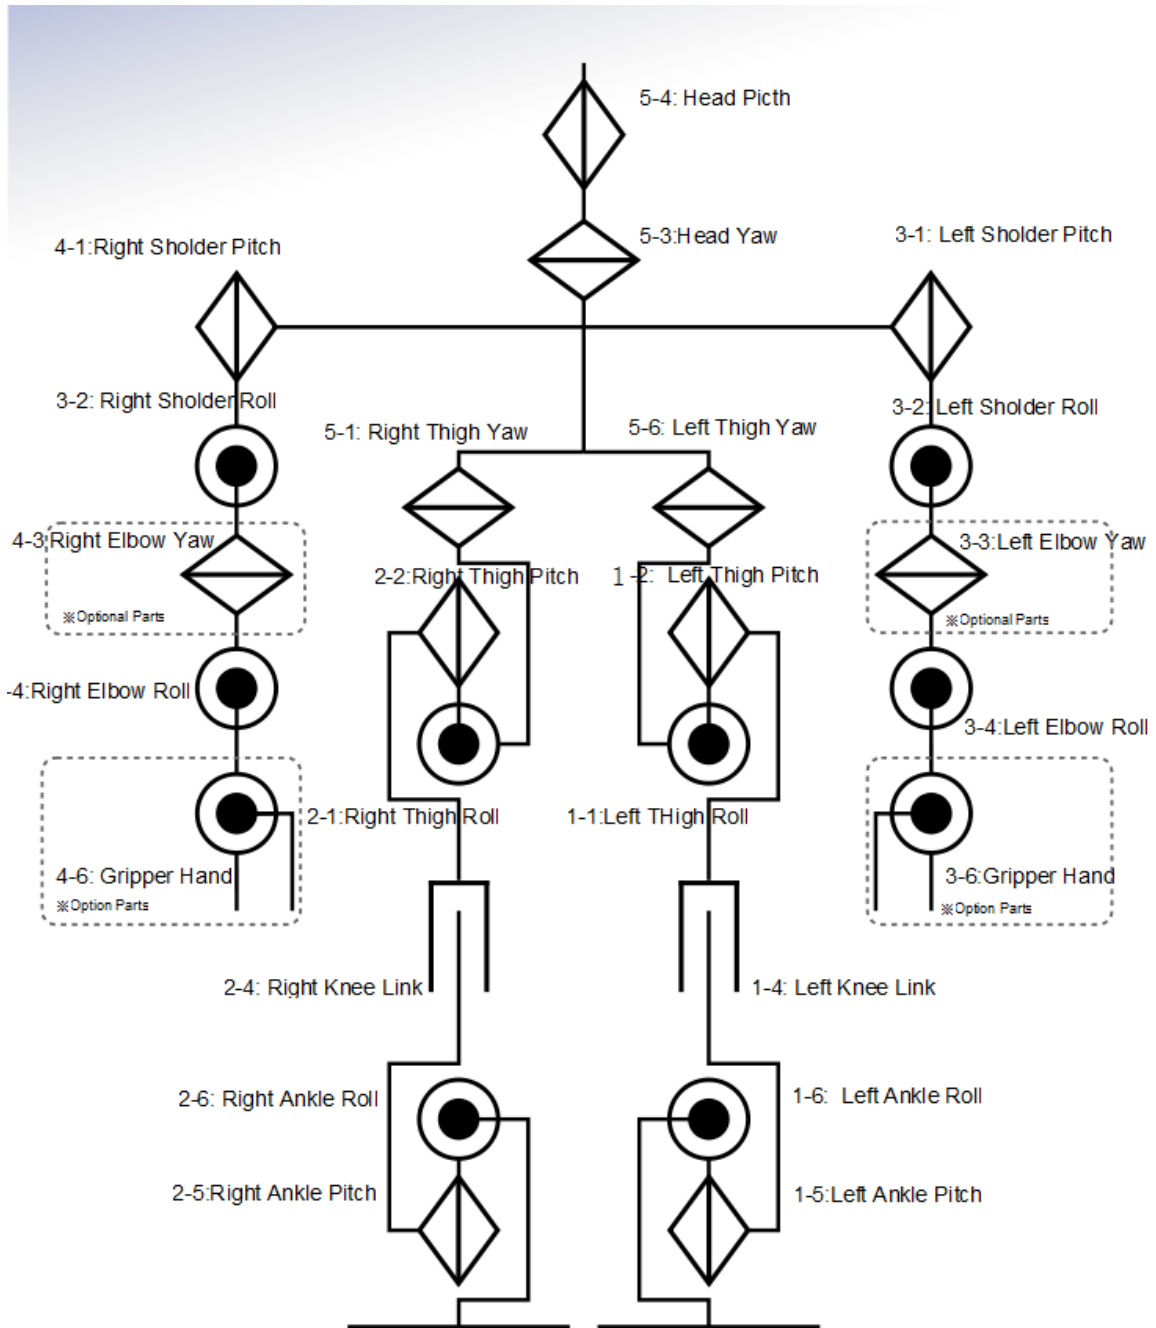 5-4: Head Picth
5-3:Head Yaw
4-1:Right Sholder Pitch
3-1: Left Sholder Pitch
3-2: Right Sholder Roll
3-2: Left Sholder Roll
5-1: Right Thigh Yaw
5-6: Left Thigh Yaw
4-3 Right Elbow Yaw
3-3:Left Elbow Yaw
2-2:Right Thigh Pitch
1-2: Left Thigh Pitch
※Optional Parts
※Optional Parts
-4:Right Elbow Roll
3-4:Left Elbow Roll
2-1:Right Thigh Roll
1-1:Left THigh Roll
4-6: Gripper Hand
※Option Parts
3-6:Gripper Hand
※Option Parts
2-4: Right Knee Link
1-4: Left Knee Link
2-6: Right Ankle Roll
1-6: Left Ankle Roll
2-5:Right Ankle Pitch
1-5:Left Ankle Pitch